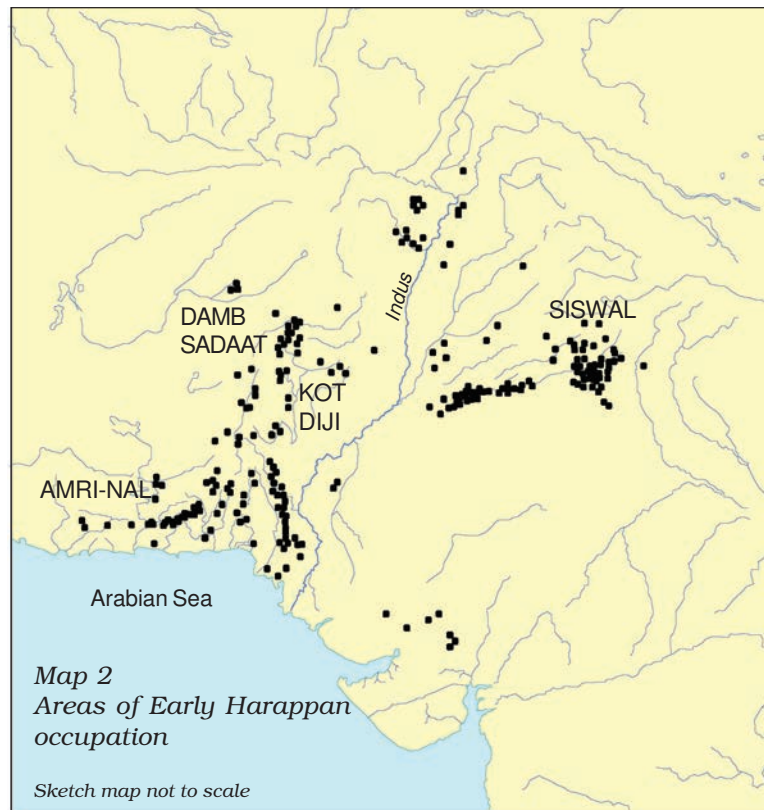 Indus
SISWAL
DAMB
SADAAT
KOT
DIJI
AMRI-NAL
Arabian Sea
Map 2
Areas of Early Harappan
occupation
Sketch map not to scale